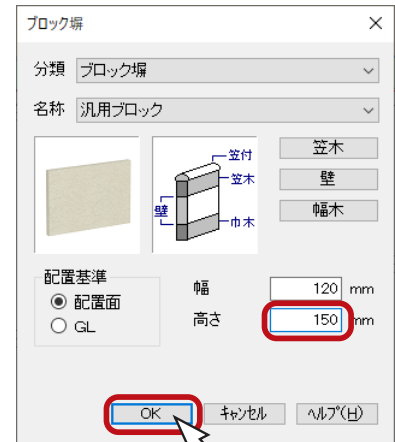 ブロック塀
分類 ブロック塀
名称 汎用ブロック
笠付
笠木
壁
巾木
笠木
壁
幅木
配置基準
配置面
GL
幅 120 mm
高さ 150 mm
OK キャンセル ヘルプ(H)